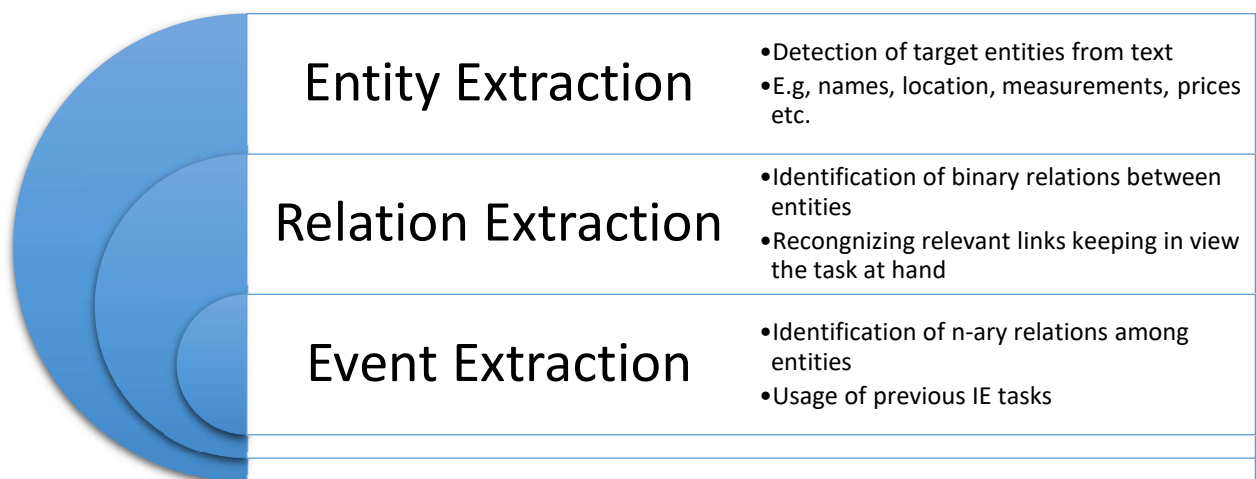 Entity Extraction
•Detection of target entities from text
•E.g, names, location, measurements, prices
etc.
Relation Extraction
•Identification of binary relations between
entities
•Recongnizing relevant links keeping in view
the task at hand
Event Extraction
•Identification of n-ary relations among
entities
•Usage of previous IE tasks